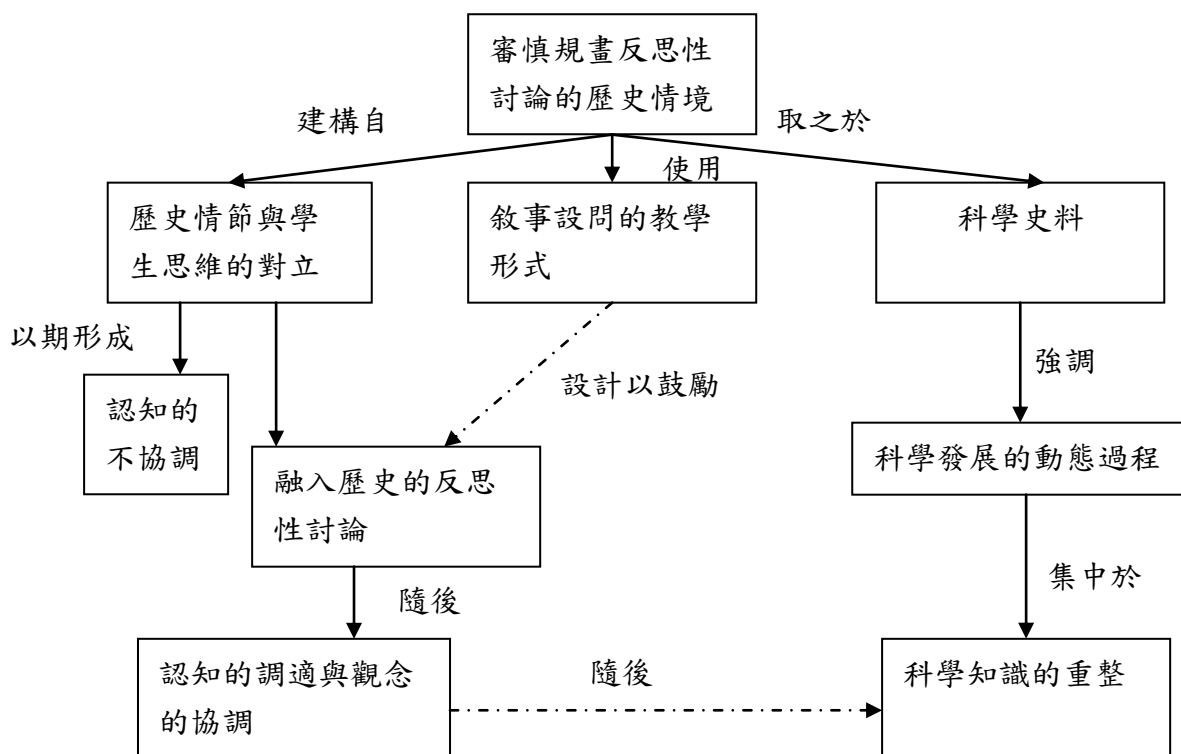 審慎規畫反思性
討論的歷史情境
建構自
取之於
使用
歷史情節與學
生思維的對立
敘事設問的教學
形式
科學史料
以期形成
設計以鼓勵
強調
認知的
不協調
融入歷史的反思
性討論
科學發展的動態過程
隨後
集中於
認知的調適與觀念
的協調
隨後
科學知識的重整